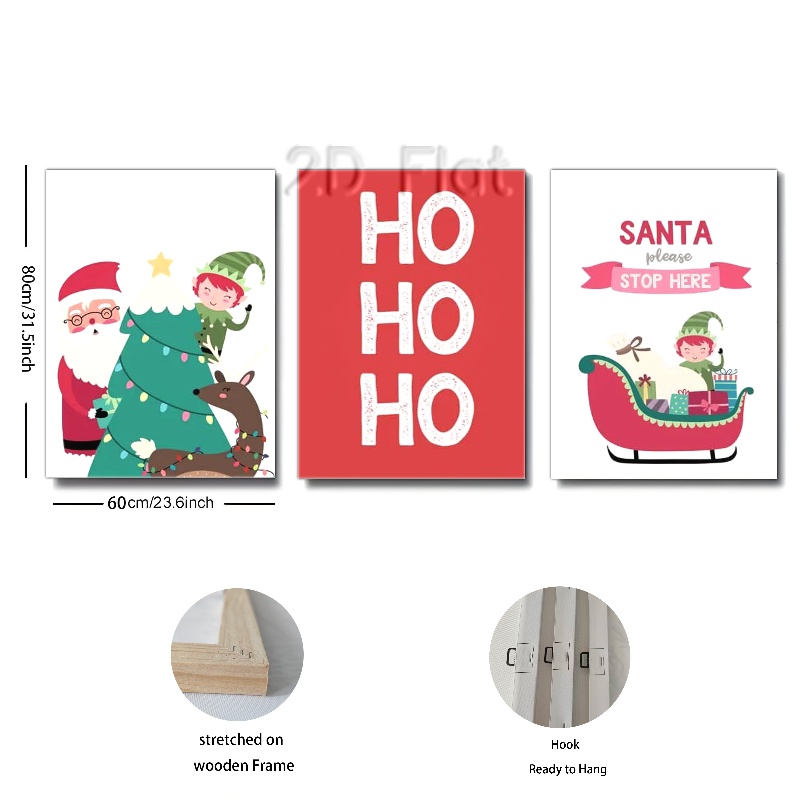 2.D Flat
HO
HO
HO
SANTA
please
STOP HERE
80cm/31.5inch
60cm/23.6inch
stretched on
wooden Frame
Hook
Ready to Hang